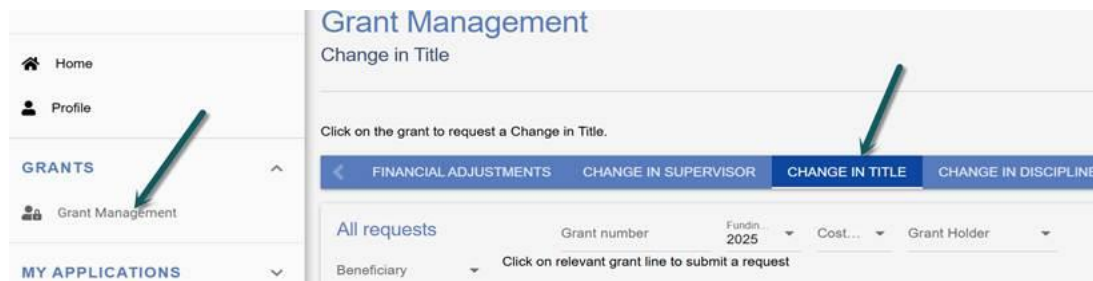 Grant Management
Change in Title
Home
Profile
Click on the grant to request a Change in Title.
GRANTS
FINANCIAL ADJUSTMENTS CHANGE IN SUPERVISOR CHANGE IN TITLE CHANGE IN DISCIPLINE
Grant Management
All requests Grant number Fundin... 2025 Cost... Grant Holder
Beneficiary Click on relevant grant line to submit a request
MY APPLICATIONS